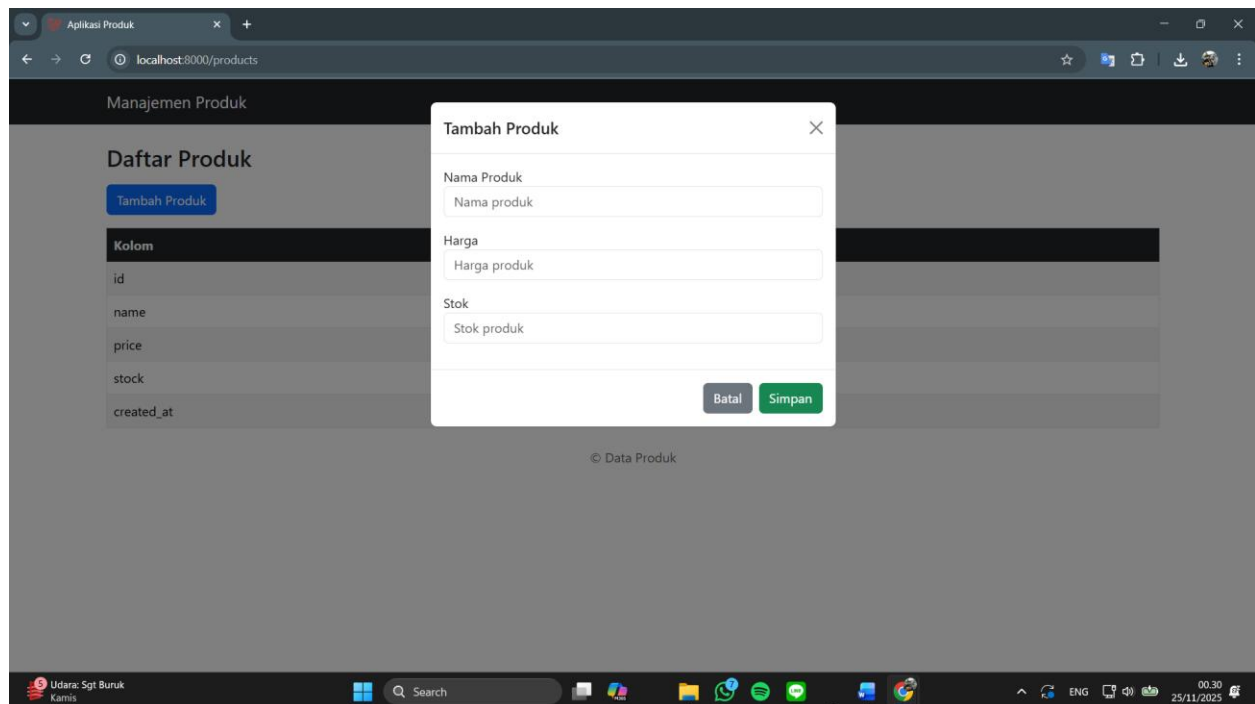 Aplikasi Produk
localhost:8000/products
Manajemen Produk
Daftar Produk
Tambah Produk
Kolom
id
name
price
stock
created_at
Tambah Produk
Nama Produk
Nama produk
Harga
Harga produk
Stok
Stok produk
Batal Simpan
© Data Produk
5 Udara: Sgt Buruk
Kamis
Search
7
ENG
00.30
25/11/2025